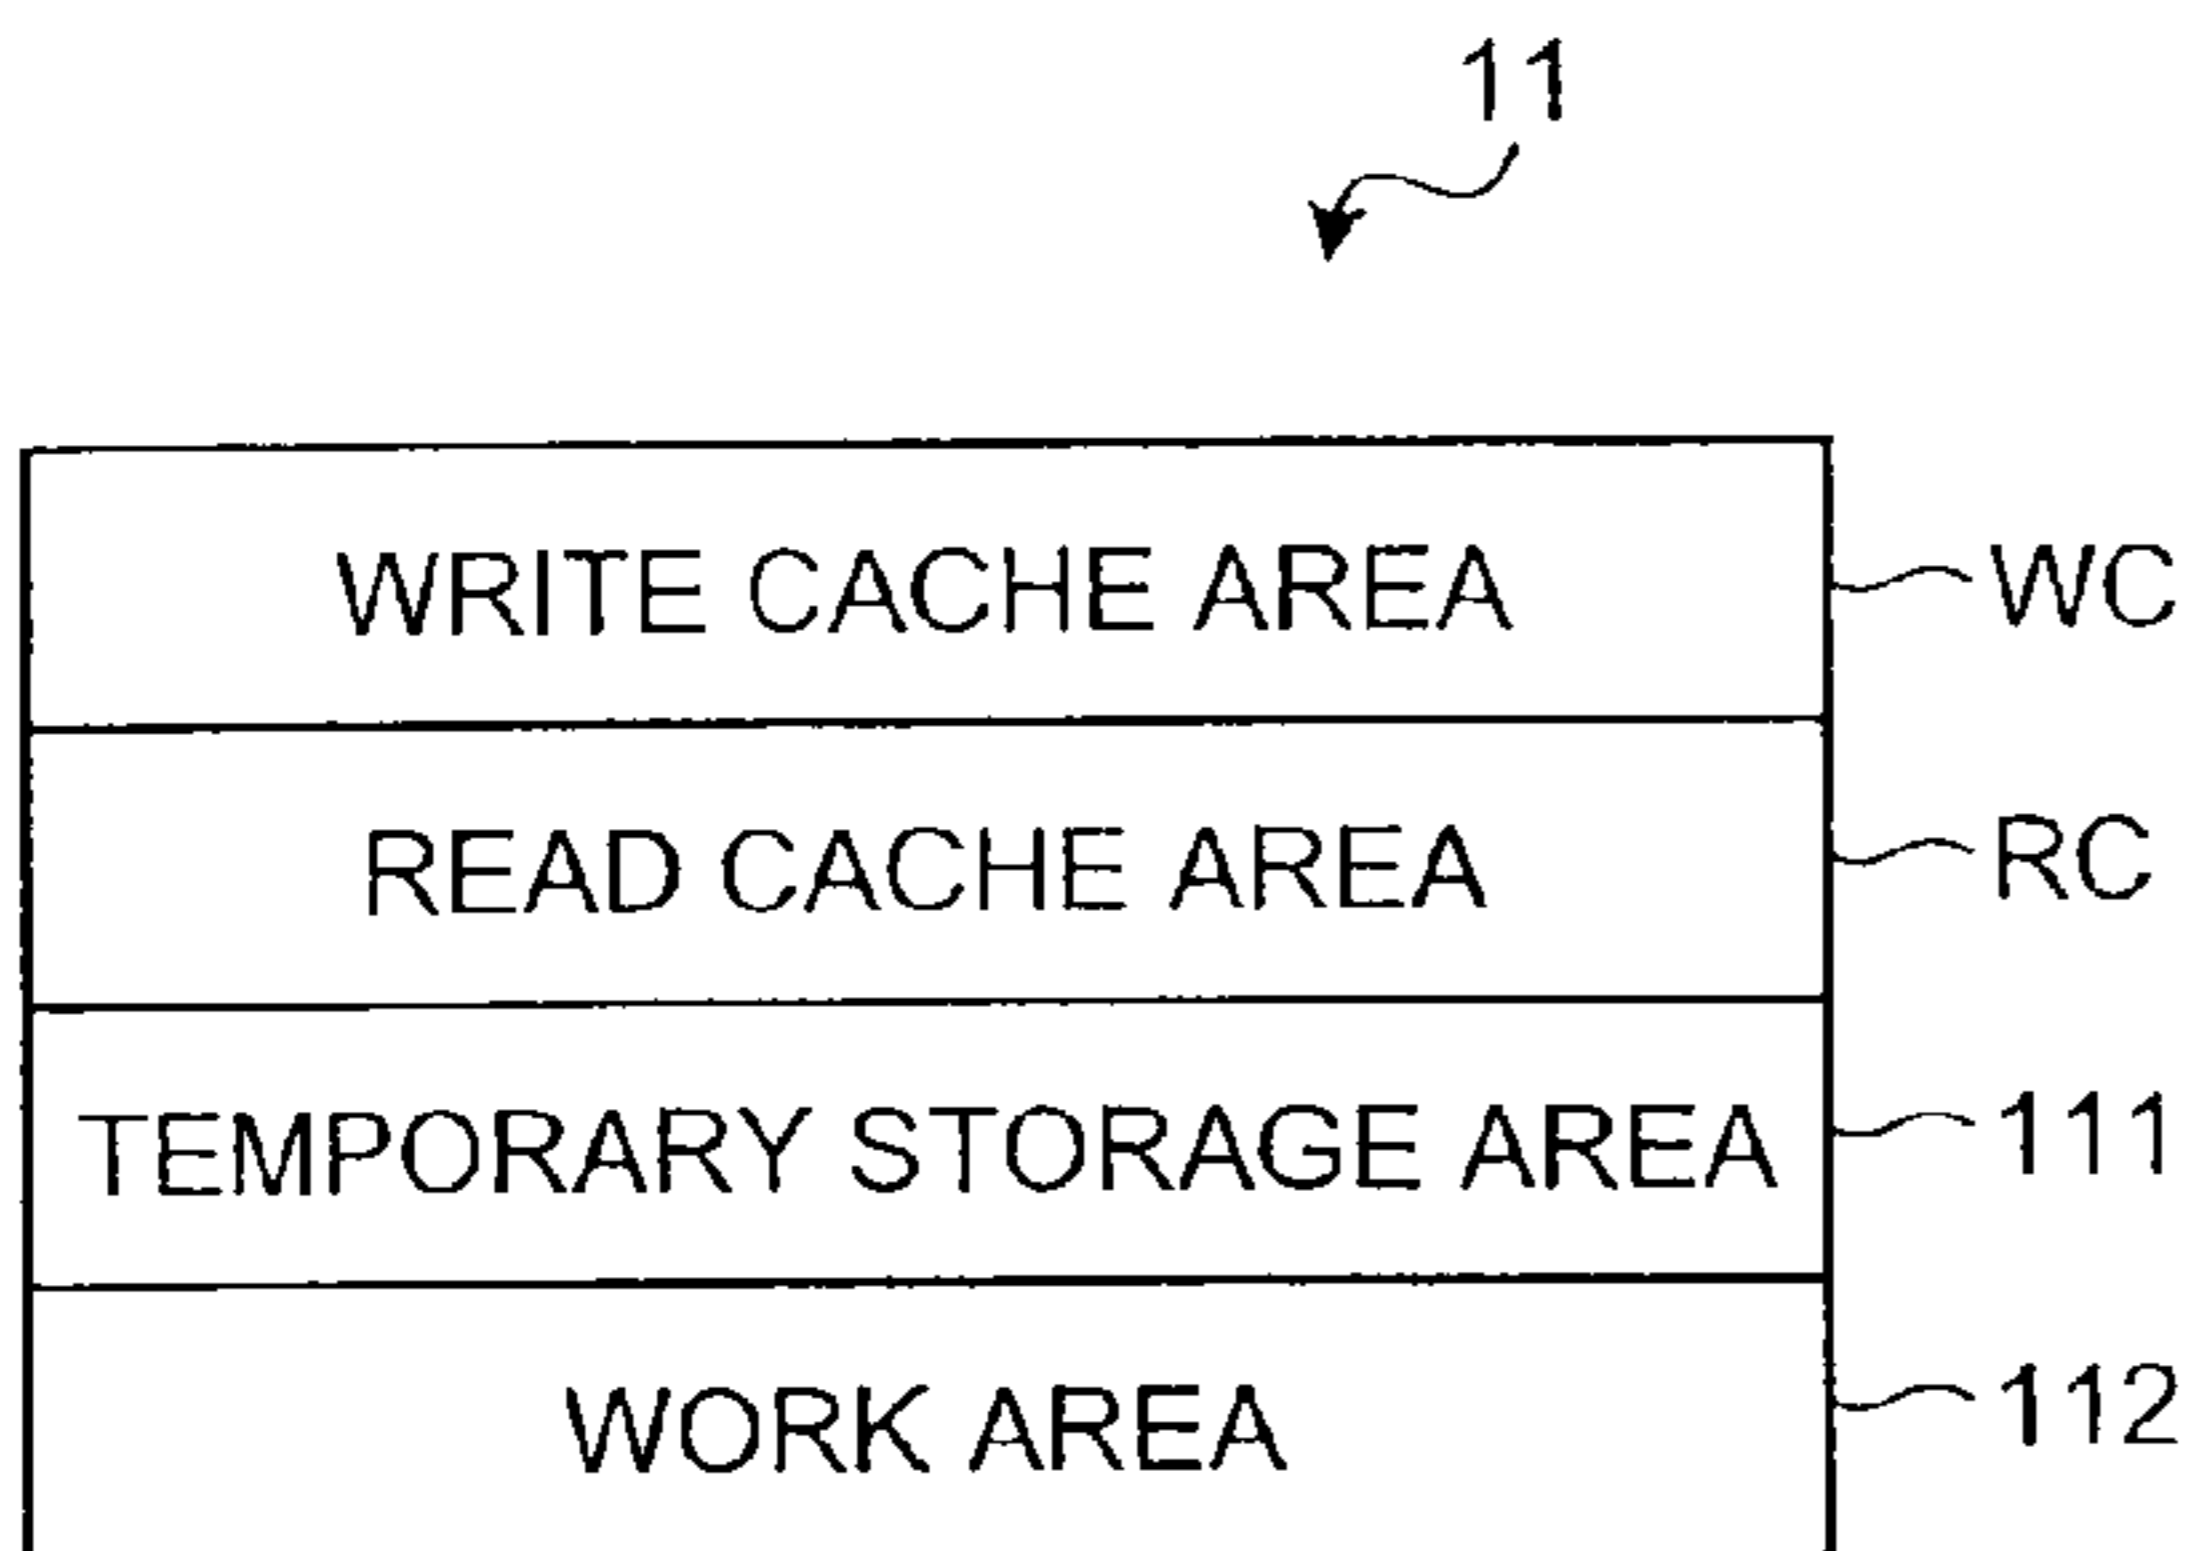 11
WRITE CACHE AREA WC
READ CACHE AREA RC
TEMPORARY STORAGE AREA 111
WORK AREA 112